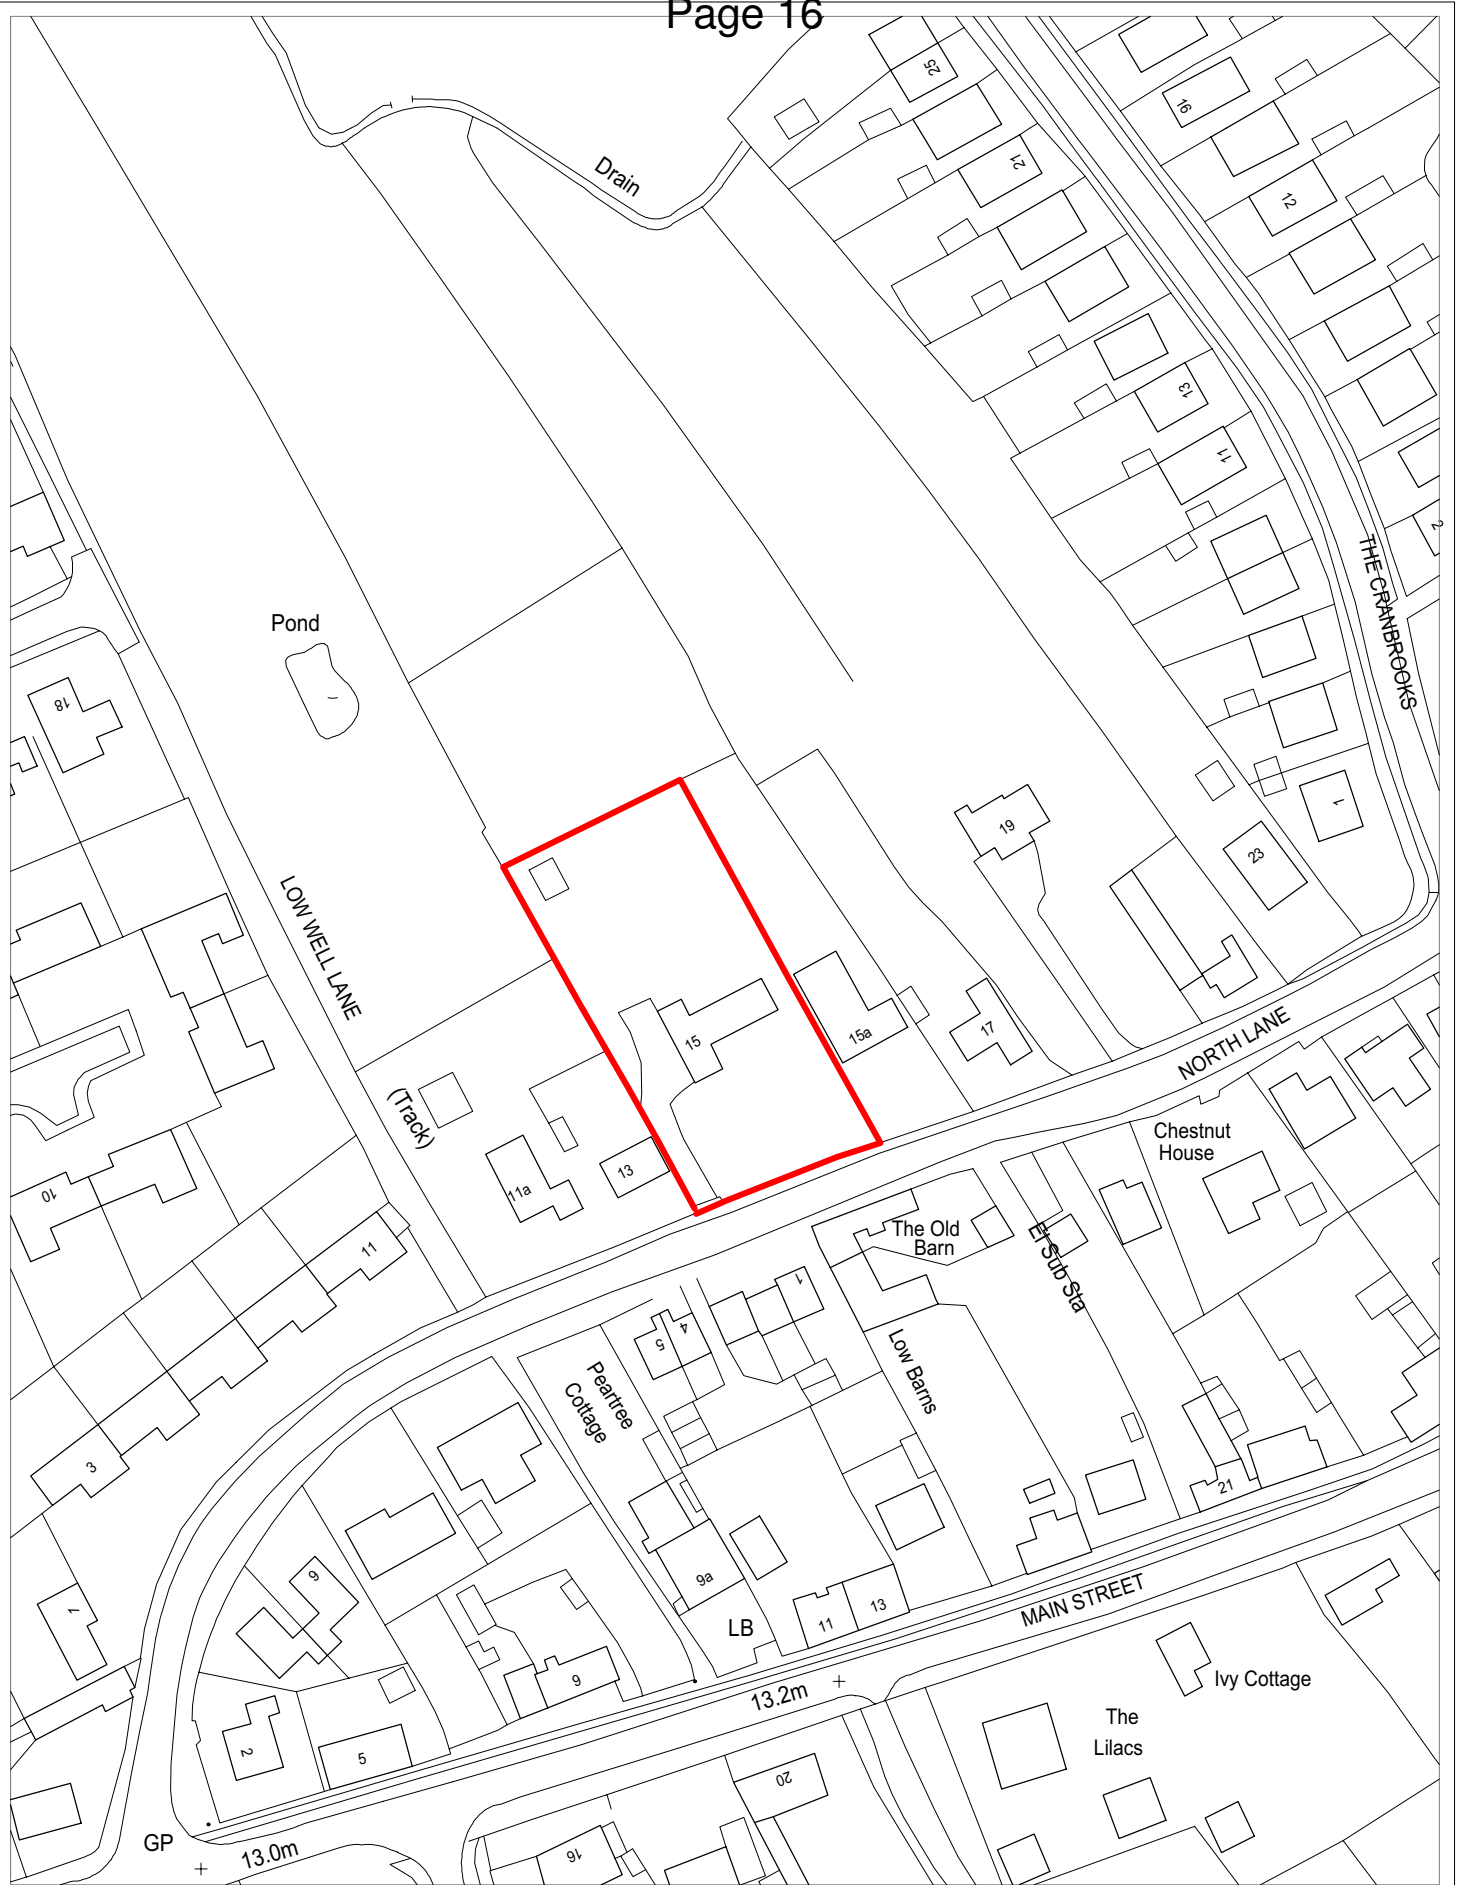 Page 16
25
16
Drain
21
12
13
11
2
THE CRANBROOKS
Pond
18
1
19
23
LOW WELL LANE
15
15a
17
NORTH LANE
(Track)
Chestnut
House
13
11a
10
The Old
Barn
11
El Sub Sta
1
4
5
Low Barns
Peartree
Cottage
3
21
9
9a
7
11
13
MAIN STREET
LB
9
Ivy Cottage
13.2m
The
Lilacs
2
5
20
GP
13.0m
16